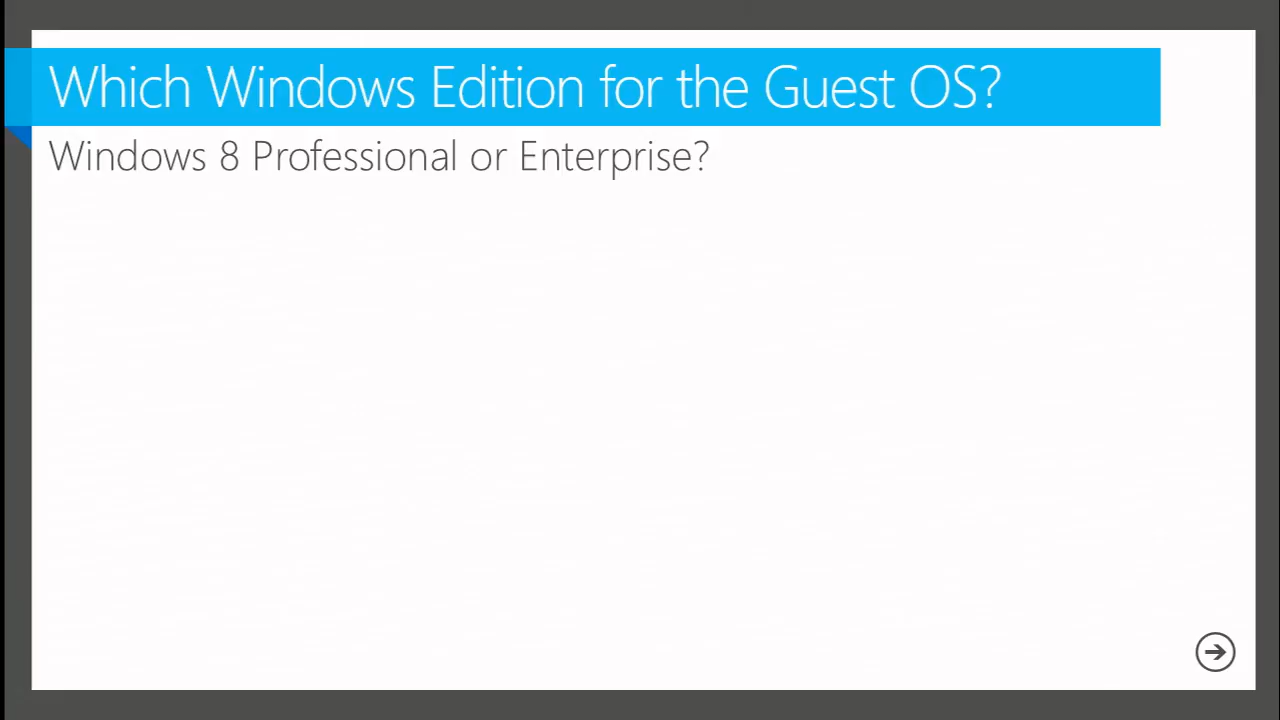 Which Windows Edition for the Guest OS?
Windows 8 Professional or Enterprise?